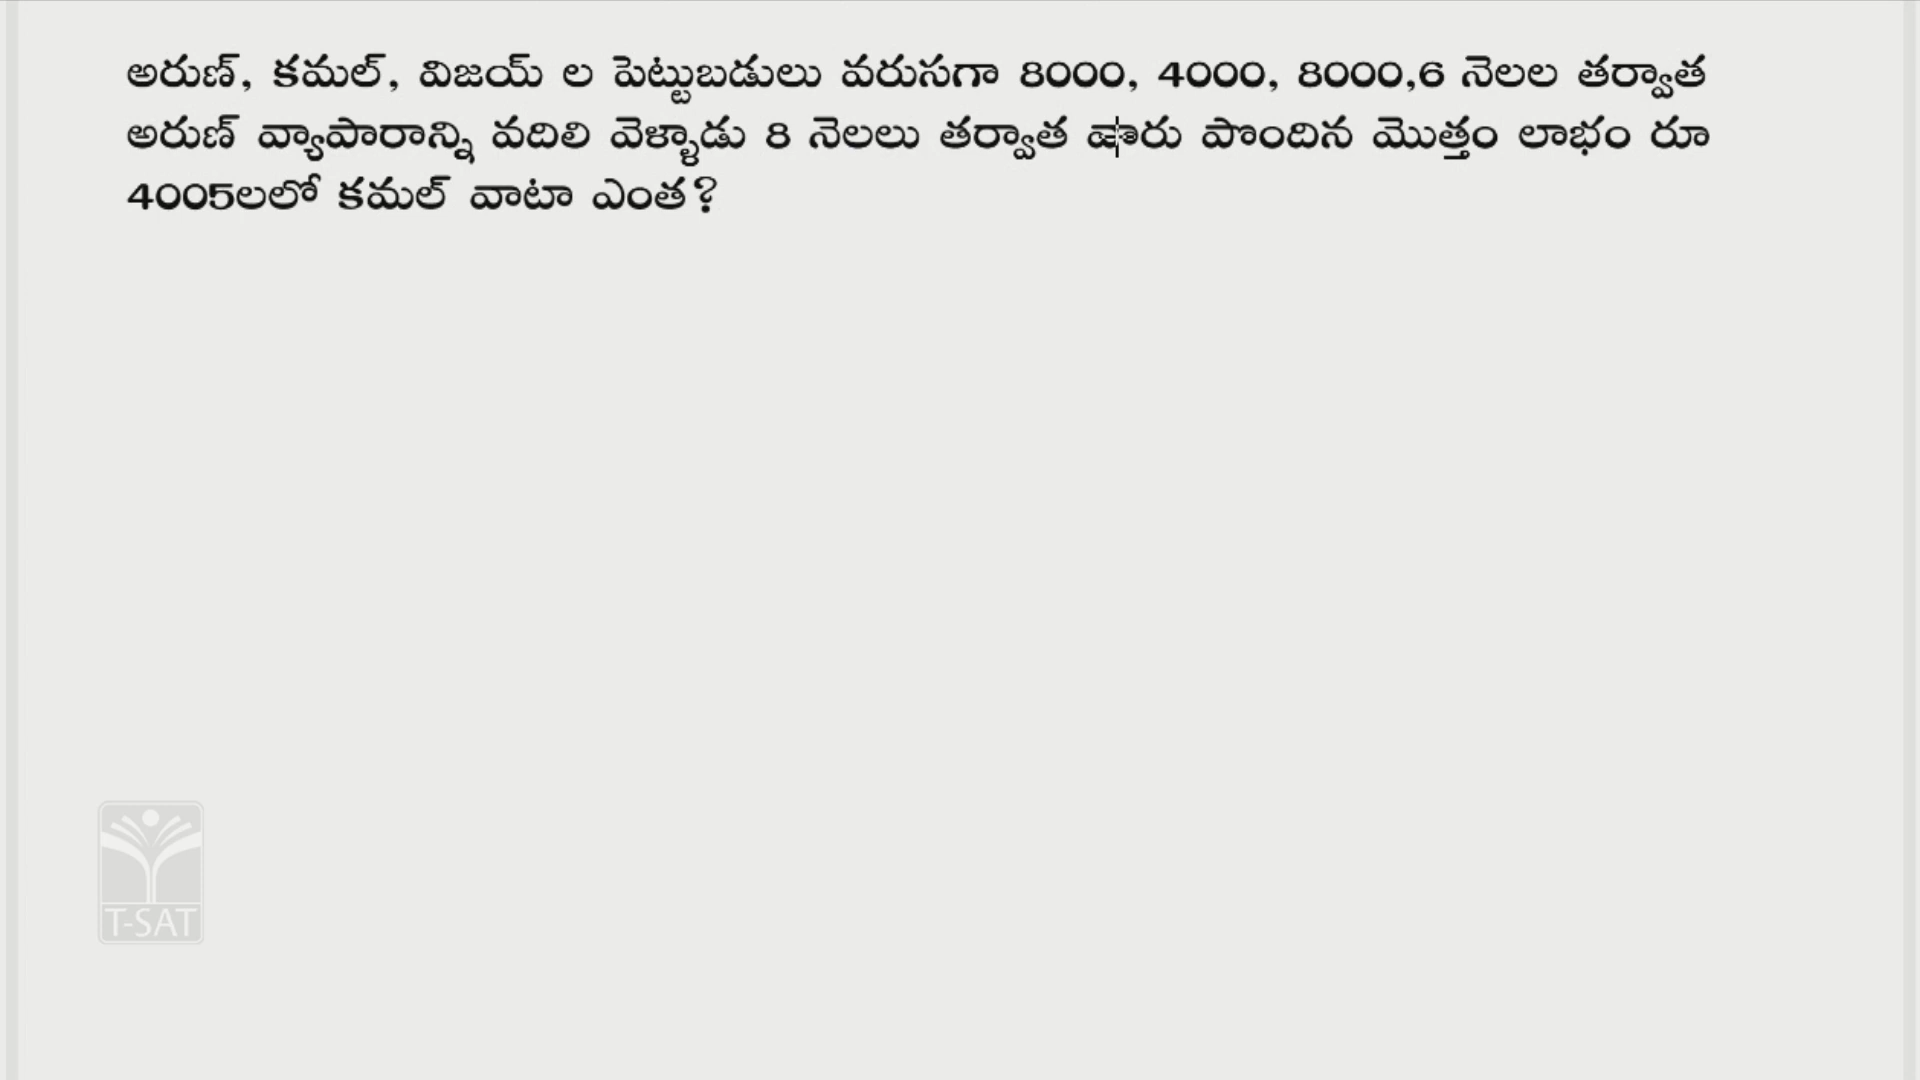 అరుణ్, కమల్, విజయ్ ల పెట్టుబడులు వరుసగా 8000, 4000, 8000,6 నెలల తర్వాత
అరుణ్ వ్యాపారాన్ని వదిలి వెళ్ళాడు 8 నెలలు తర్వాత వారు పొందిన మొత్తం లాభం రూ
4005లలో కమల్ వాటా ఎంత?
T-SAT